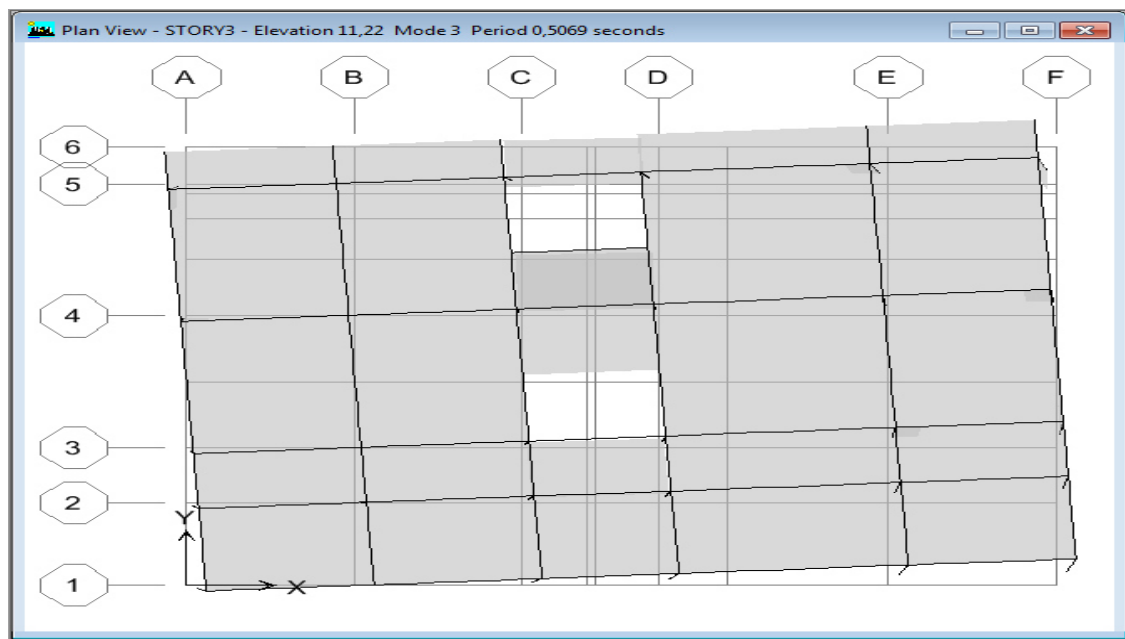 Plan View - STORY3 - Elevation 11,22 Mode 3 Period 0,5069 seconds
A B C D E F
6
5
4
3
2
Y
1
X